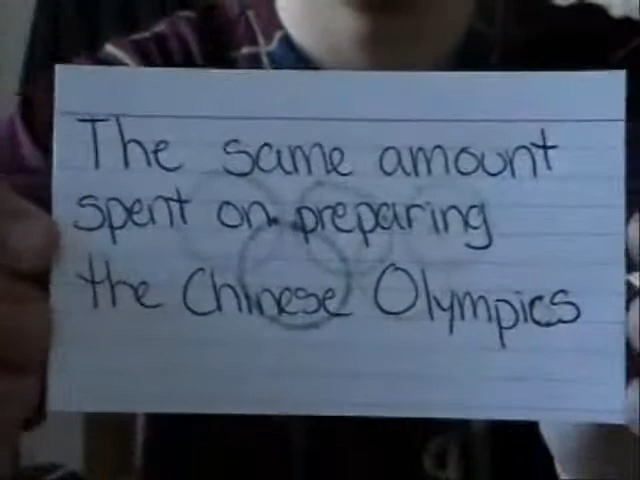 The same amount
spent on preparing
the Chinese Olympics